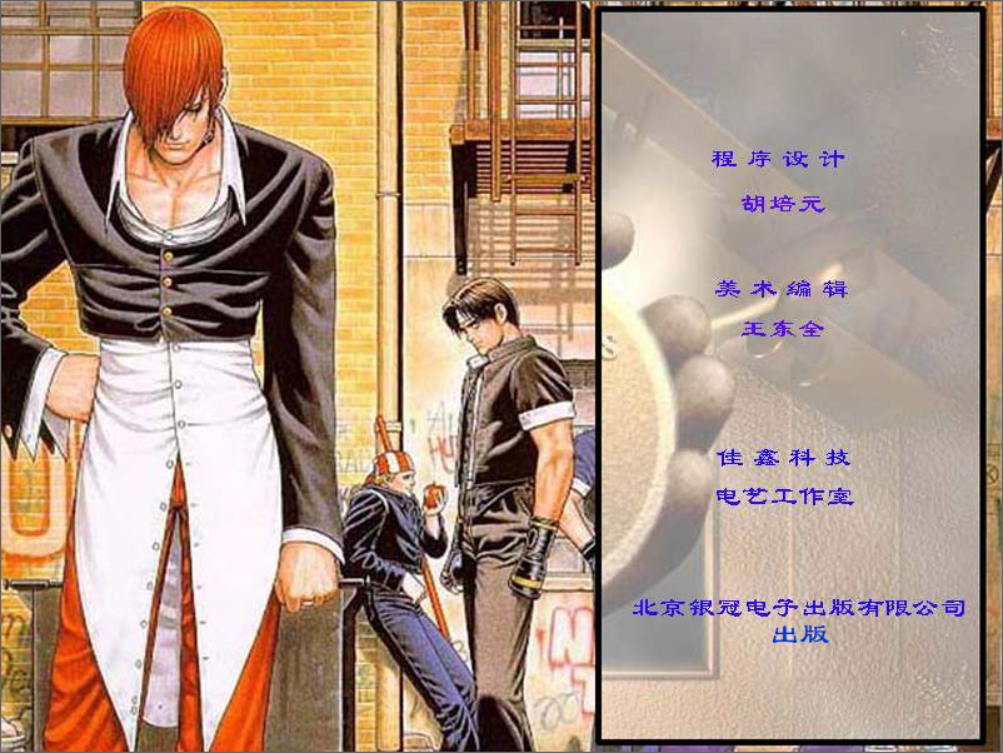 程序设计
胡培元
美术编辑
王东全
佳鑫科技
电艺工作室
北京银冠电子出版有限公司
出版